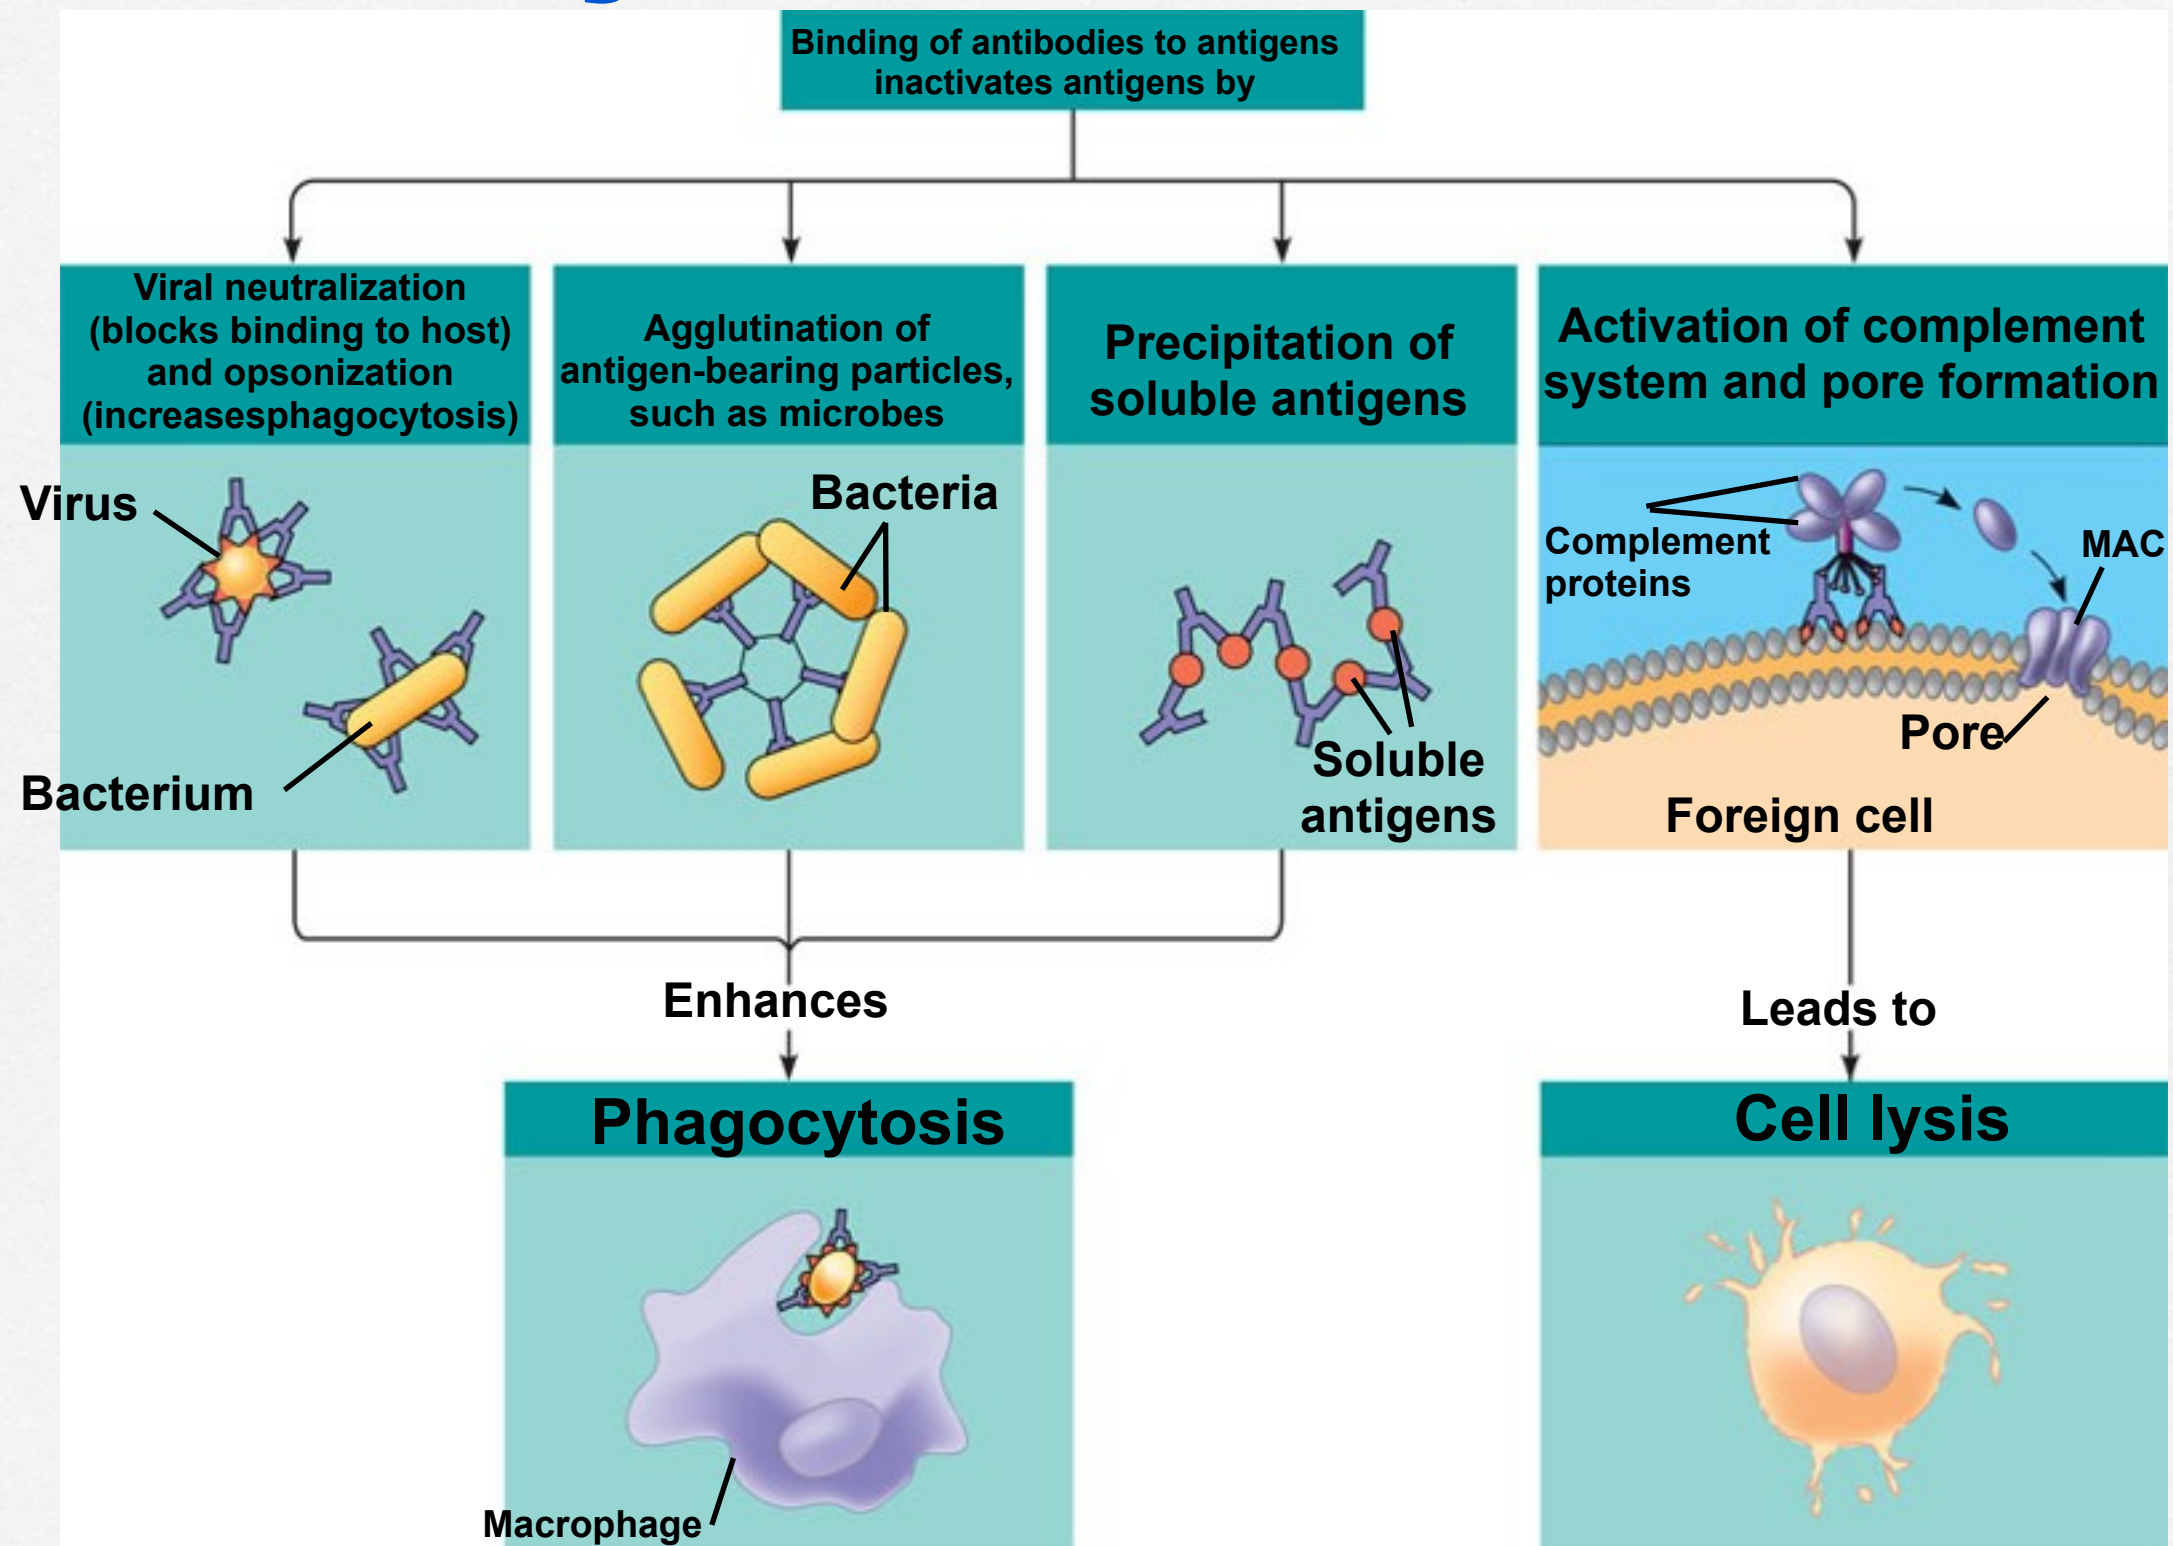 Binding of antibodies to antigens
inactivates antigens by
Viral neutralization
(blocks binding to host)
and opsonization
(increasesphagocytosis)
Agglutination of
antigen-bearing particles,
such as microbes
Precipitation of
soluble antigens
Activation of complement
system and pore formation
Virus
Bacterium
Bacteria
Soluble
antigens
Complement
proteins
MAC
Pore
Foreign cell
Enhances
Leads to
Phagocytosis
Cell lysis
Macrophage